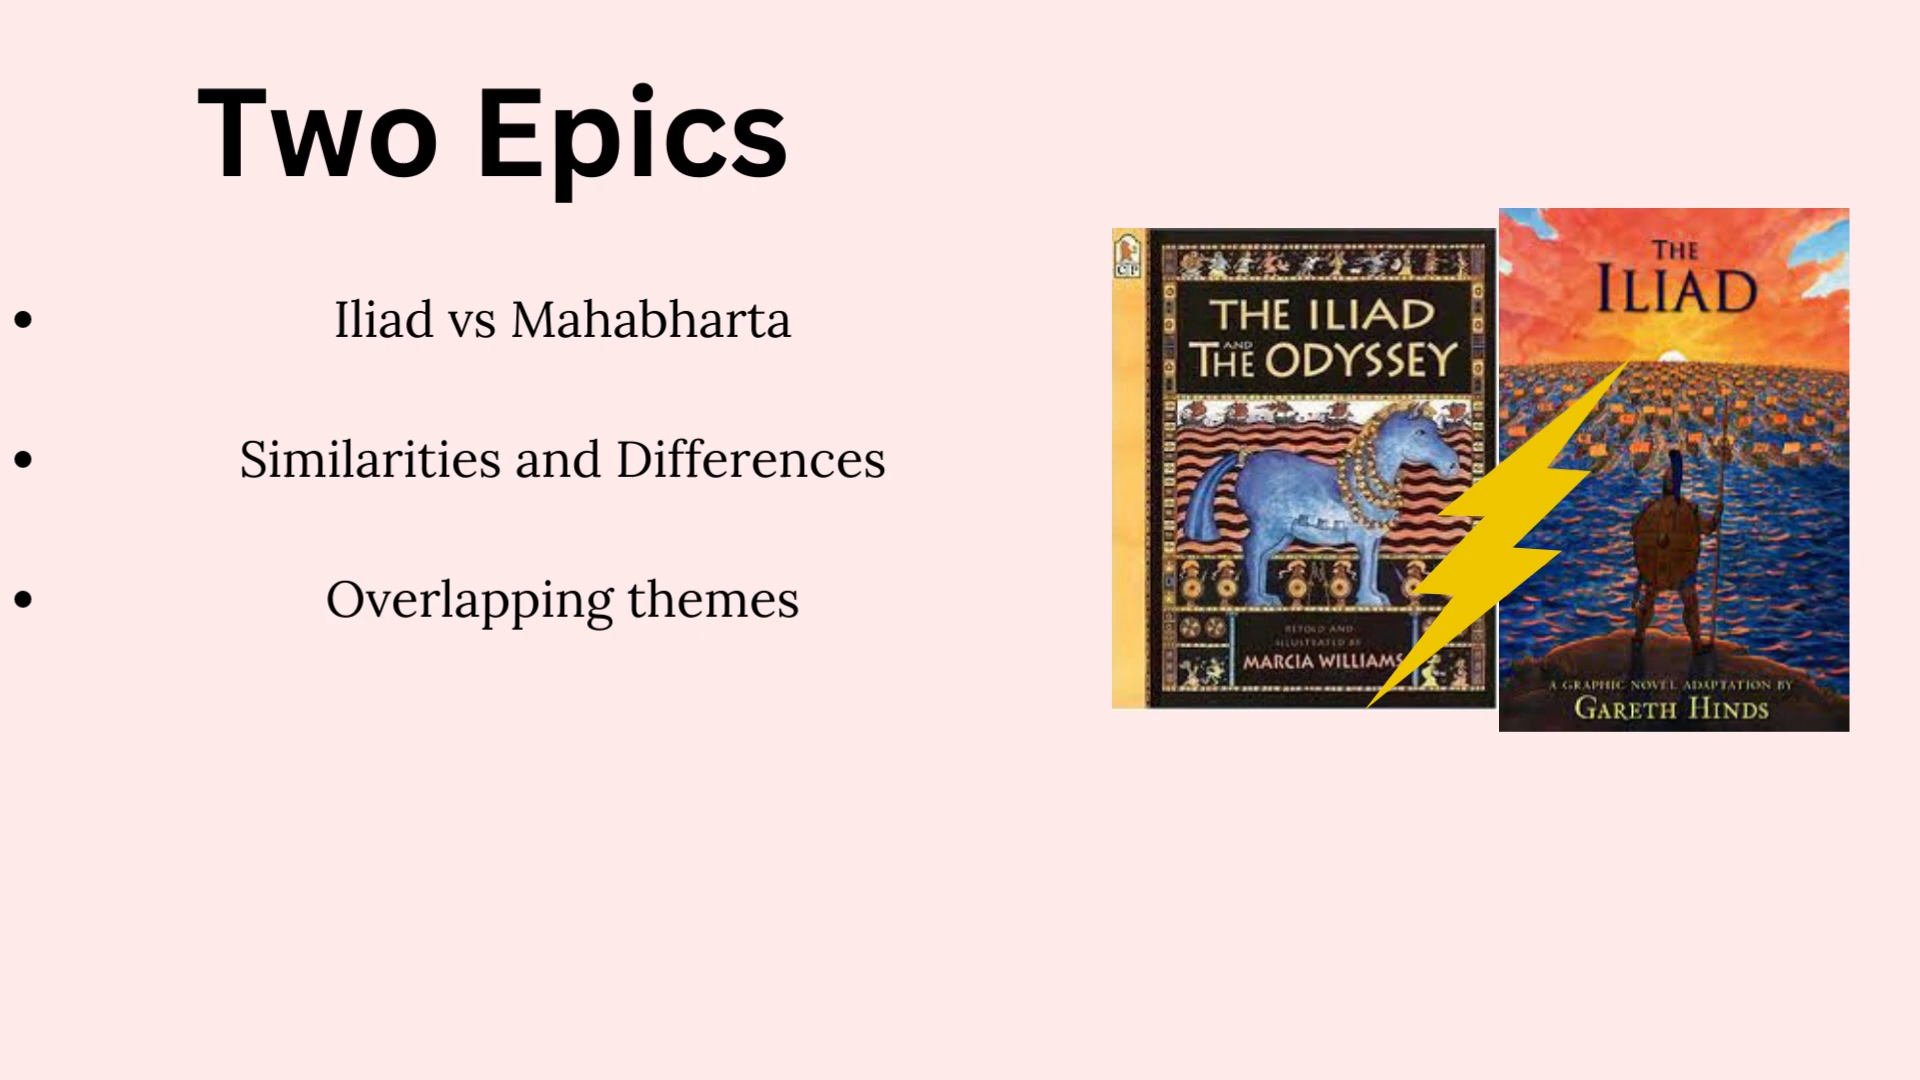 Two Epics
• Iliad vs Mahabharta
• Similarities and Differences
• Overlapping themes
CP
THE ILIAD
AND
THE ODYSSEY
RETOLD AND
ILLUSTRATED BY
MARCIA WILLIAMS
THE
ILIAD
A GRAPHIC NOVEL ADAPTATION BY
GARETH HINDS